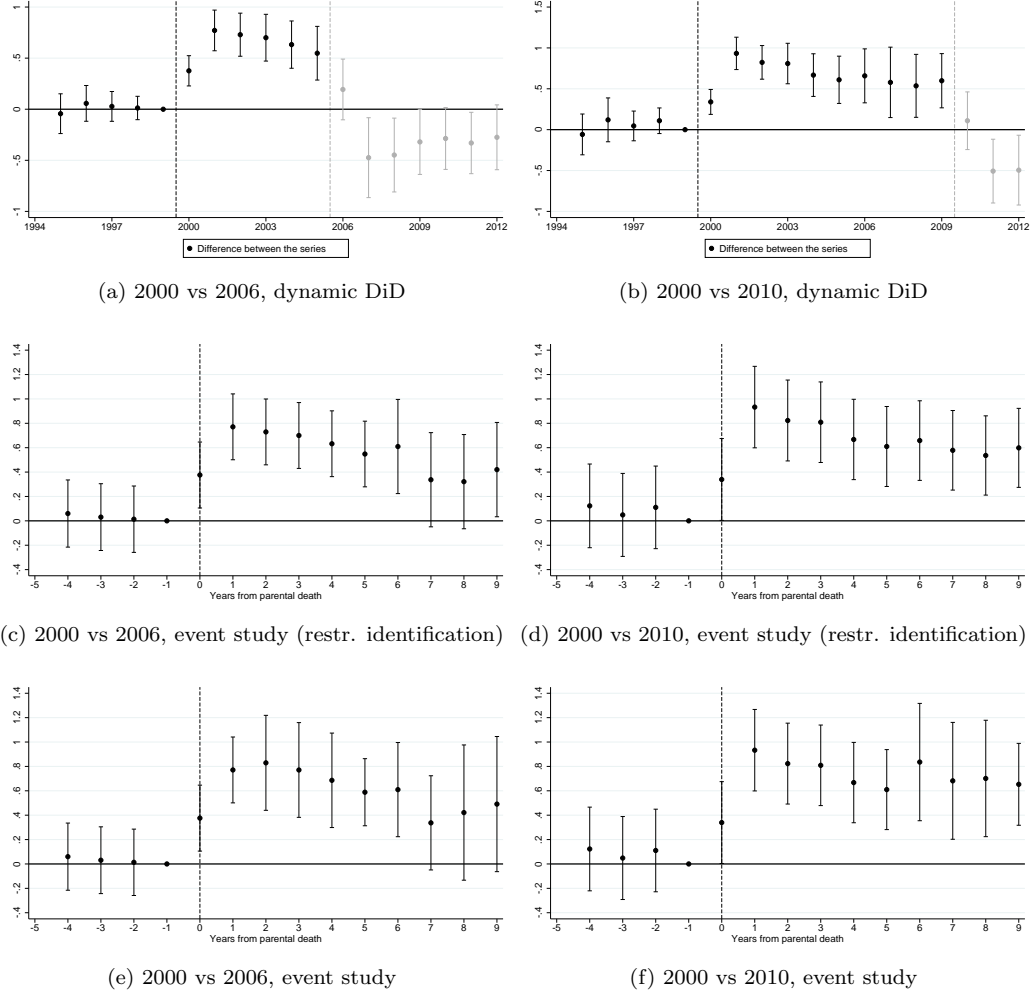 1
.5
0
-.5
-1
1994 1997 2000 2003 2006 2009 2012
Difference between the series
(a) 2000 vs 2006, dynamic DiD
1.5
1
.5
0
-.5
-1
1994 1997 2000 2003 2006 2009 2012
Difference between the series
(b) 2000 vs 2010, dynamic DiD
1.4
1.2
1
.8
.6
.4
.2
0
-.2
-.4
-5 -4 -3 -2 -1 0 1 2 3 4 5 6 7 8 9
Years from parental death
(c) 2000 vs 2006, event study (restr. identification)
1.4
1.2
1
.8
.6
.4
.2
0
-.2
-.4
-5 -4 -3 -2 -1 0 1 2 3 4 5 6 7 8 9
Years from parental death
(d) 2000 vs 2010, event study (restr. identification)
1.4
1.2
1
.8
.6
.4
.2
0
-.2
-.4
-5 -4 -3 -2 -1 0 1 2 3 4 5 6 7 8 9
Years from parental death
(e) 2000 vs 2006, event study
1.4
1.2
1
.8
.6
.4
.2
0
-.2
-.4
-5 -4 -3 -2 -1 0 1 2 3 4 5 6 7 8 9
Years from parental death
(f) 2000 vs 2010, event study